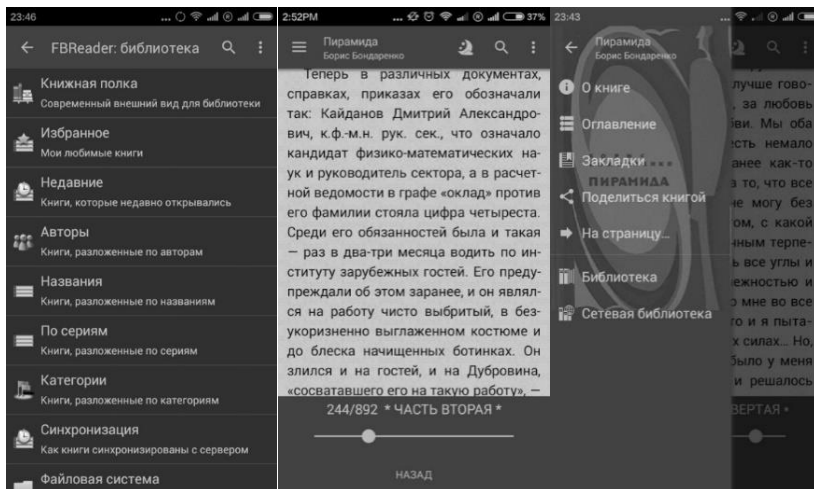 23:46
...
FBReader: библиотека
Книжная полка
Современный внешний вид для библиотеки
Избранное
Мои любимые книги
Недавние
Книги, которые недавно открывались
Авторы
Книги, разложенные по авторам
Названия
Книги, разложенные по названиям
По сериям
Книги, разложенные по сериям
Категории
Книги, разложенные по категориям
Синхронизация
Как книги синхронизированы с сервером
Файловая система
2:52PM
... 37%
Пирамида
Борис Бондаренко
Теперь в различных документах,
справках, приказах его обозначали
так: Кайданов Дмитрий Александро-
вич, к.ф.-м.н. рук. сек., что означало
кандидат физико-математических на-
ук и руководитель сектора, а в расчет-
ной ведомости в графе «оклад» против
его фамилии стояла цифра четыреста.
Среди его обязанностей была и такая
— раз в два-три месяца водить по ин-
ституту зарубежных гостей. Его преду-
преждали об этом заранее, и он являл-
ся на работу чисто выбритый, в без-
укоризненно выглаженном костюме и
до блеска начищенных ботинках. Он
злился и на гостей, и на Дубровина,
«сосватавшего его на такую работу», —
244/892 * ЧАСТЬ ВТОРАЯ *
НАЗАД
23:43
...
Пирамида
Борис Бондаренко
О книге
Оглавление
Закладки
ПИРАМИДА
Поделиться книгой
На страницу...
Библиотека
Сетевая библиотека
лучше гово-
, за любовь
ви. Мы оба
есть немало
анее как-то
а то, что все
не могу без
ом, с какой
ным терпе-
ь все углы и
ежностью и
о мне во все
то и я пыта-
х силах... Но,
было у меня
и решалось
ВЕРТАЯ *